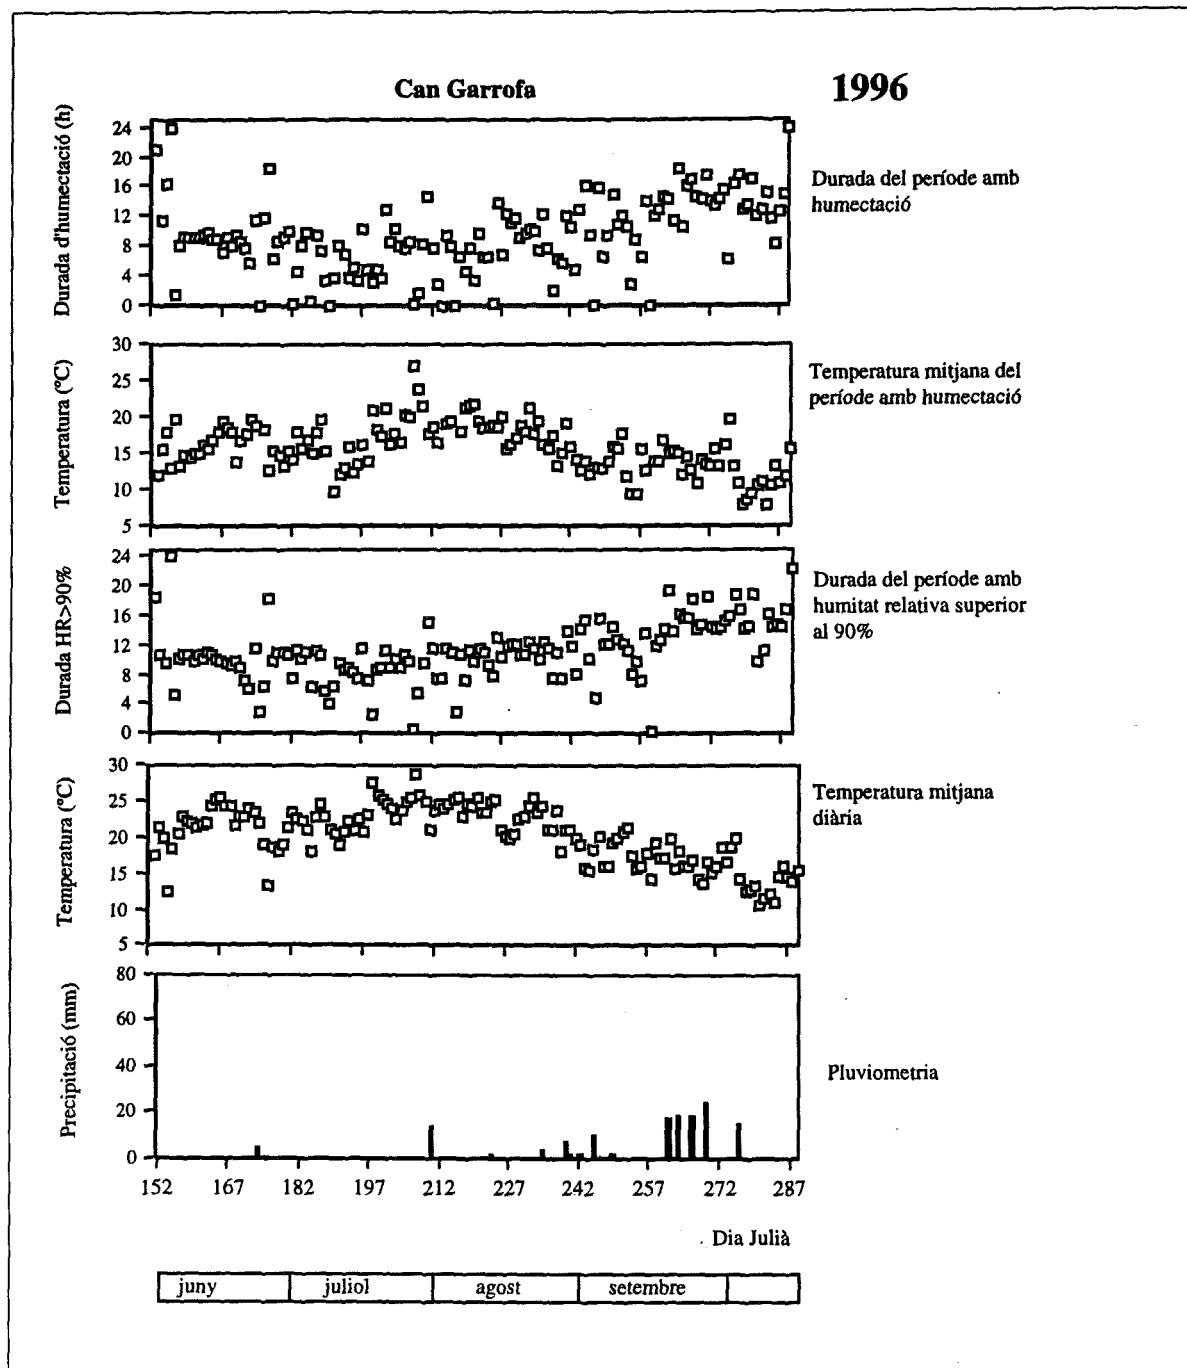 Can Garrofa
1996
Durada d'humectació (h)
24
20
16
12
8
4
0
Durada del període amb
humectació
Temperatura (ºC)
30
25
20
15
10
5
Temperatura mitjana del
període amb humectació
Durada HR>90%
24
20
16
12
8
4
0
Durada del període amb
humitat relativa superior
al 90%
Temperatura (ºC)
30
25
20
15
10
5
Temperatura mitjana
diària
Precipitació (mm)
80
60
40
20
0
Pluviometria
152 167 182 197 212 227 242 257 272 287
Dia Julià
juny juliol agost setembre